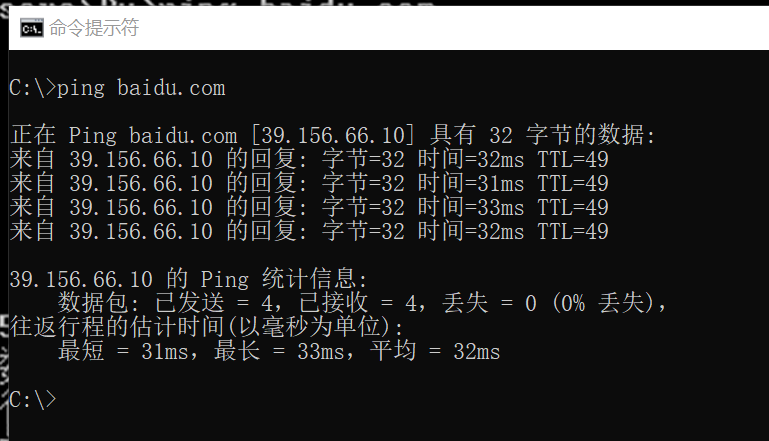 命令提示符
C:\>ping baidu.com
正在 Ping baidu.com [39.156.66.10] 具有 32 字节的数据:
来自 39.156.66.10 的回复: 字节=32 时间=32ms TTL=49
来自 39.156.66.10 的回复: 字节=32 时间=31ms TTL=49
来自 39.156.66.10 的回复: 字节=32 时间=33ms TTL=49
来自 39.156.66.10 的回复: 字节=32 时间=32ms TTL=49
39.156.66.10 的 Ping 统计信息:
数据包: 已发送 = 4，已接收 = 4，丢失 = 0 (0% 丢失)，
往返行程的估计时间(以毫秒为单位):
最短 = 31ms，最长 = 33ms，平均 = 32ms
C:\>